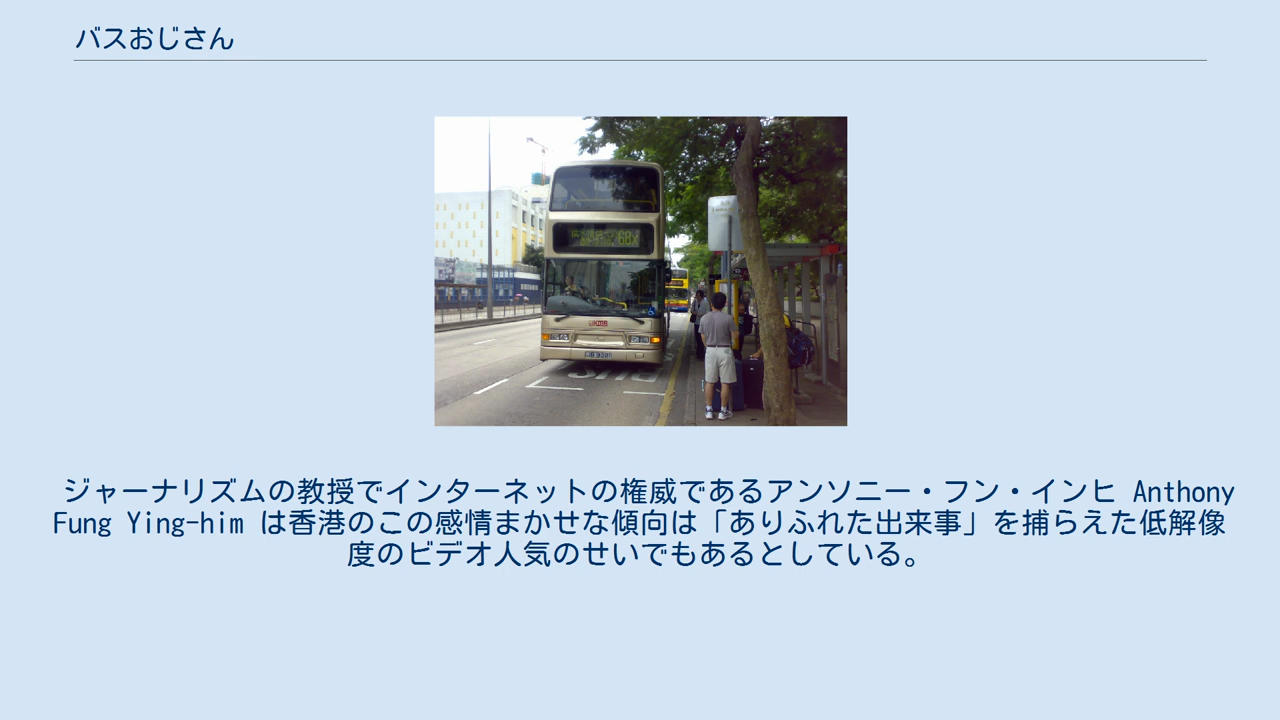 バスおじさん
68X
KMB
ジャーナリズムの教授でインターネットの権威であるアンソニー・フン・インヒ Anthony
Fung Ying-him は香港のこの感情まかせな傾向は「ありふれた出来事」を捕らえた低解像
度のビデオ人気のせいでもあるとしている。